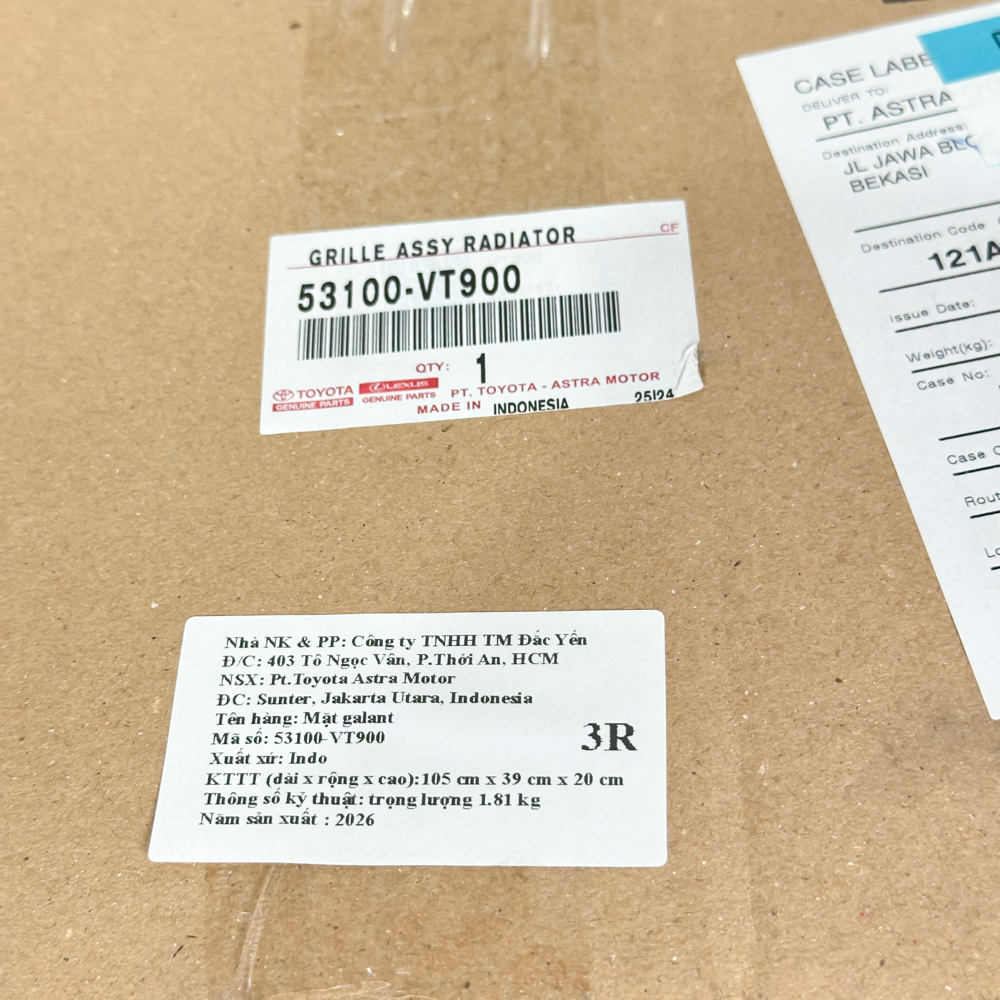 GRILLE ASSY RADIATOR
CF
53100-VT900
QTY: 1
TOYOTA
GENUINE PARTS
LEXUS
GENUINE PARTS
PT. TOYOTA - ASTRA MOTOR
MADE IN INDONESIA
25I24
CASE LABE
DELIVER TO:
PT. ASTRA
Destination Address:
JL JAWA BLO
BEKASI
Destination Code
121A
Issue Date:
Weight(kg):
Case No:
Case
Rout
Nhà NK & PP: Công ty TNHH TM Đắc Yến
Đ/C: 403 Tô Ngọc Vân, P.Thới An, HCM
NSX: Pt.Toyota Astra Motor
ĐC: Sunter, Jakarta Utara, Indonesia
Tên hàng: Mặt galant
Mã số: 53100-VT900
3R
Xuất xứ: Indo
KTTT (dài x rộng x cao):105 cm x 39 cm x 20 cm
Thông số kỹ thuật: trọng lượng 1.81 kg
Năm sản xuất : 2026